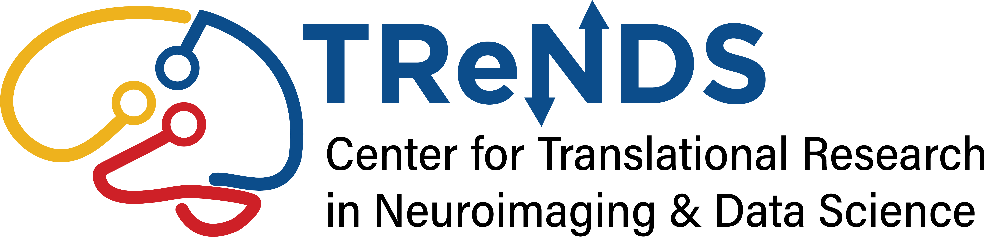 TReNDS
Center for Translational Research
in Neuroimaging & Data Science